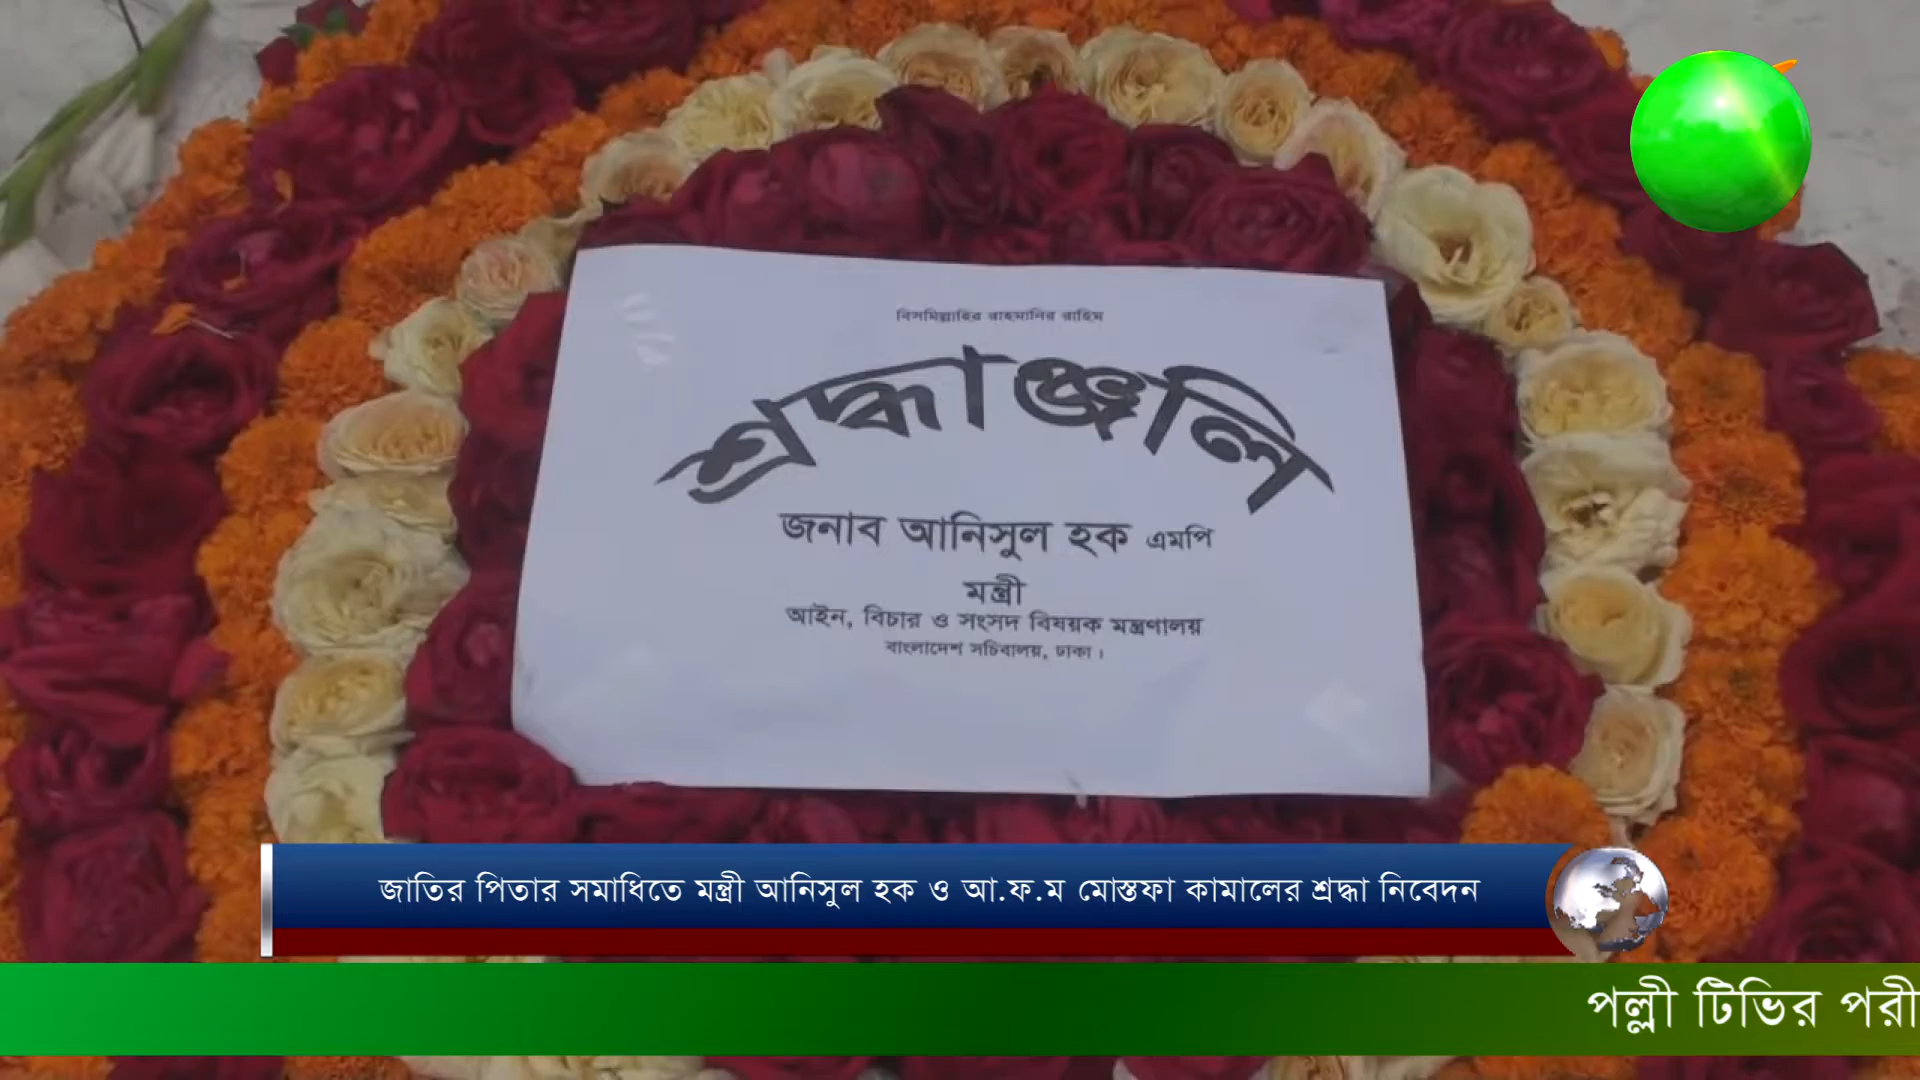 বিসমিল্লাহির রাহমানির রাহিম
শ্রদ্ধাঞ্জলি
জনাব আনিসুল হক এমপি
মন্ত্রী
আইন, বিচার ও সংসদ বিষয়ক মন্ত্রণালয়
বাংলাদেশ সচিবালয়, ঢাকা।
জাতির পিতার সমাধিতে মন্ত্রী আনিসুল হক ও আ.ফ.ম মোস্তফা কামালের শ্রদ্ধা নিবেদন
পল্লী টিভির পরী